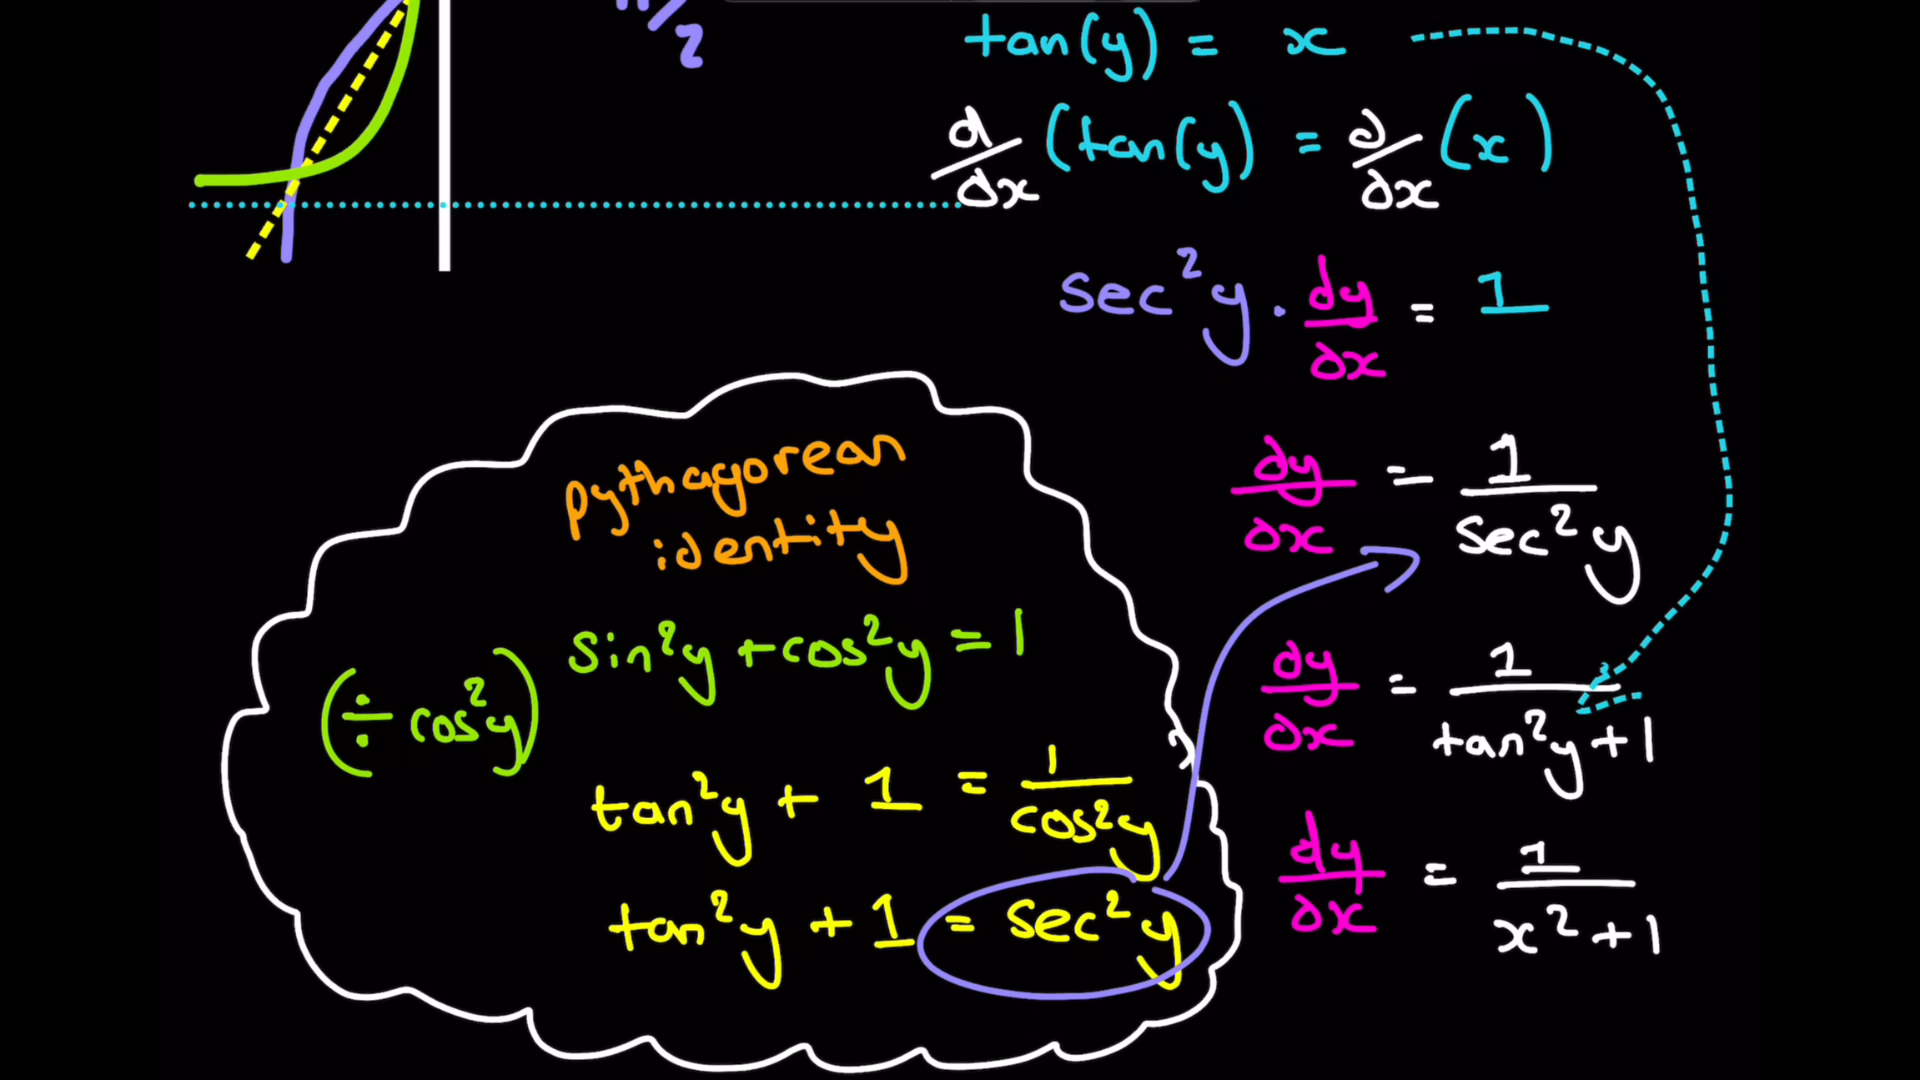 π/2
tan(y) = x
d/dx (tan(y) = d/dx (x)
sec²y · dy/dx = 1
dy/dx = 1/sec²y
pythagorean
identity
sin²y + cos²y = 1
(÷ cos²y)
tan²y + 1 = 1/cos²y
tan²y + 1 = sec²y
dy/dx = 1/tan²y + 1
dy/dx = 1/x² + 1